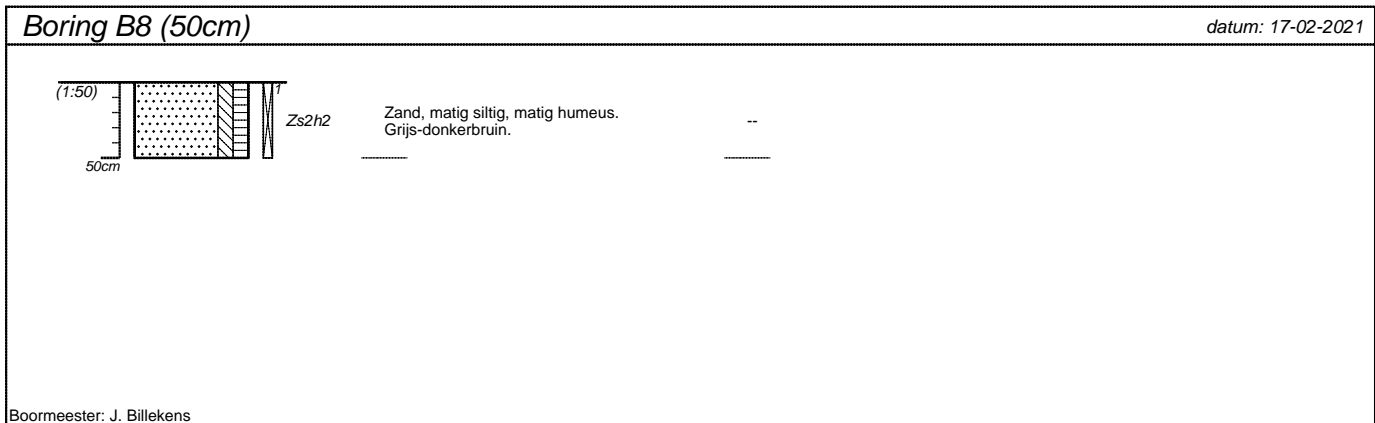 Boring B8 (50cm)
datum: 17-02-2021
(1:50)
1
Zs2h2
Zand, matig siltig, matig humeus.
Grijs-donkerbruin.
--
50cm
Boormeester: J. Billekens